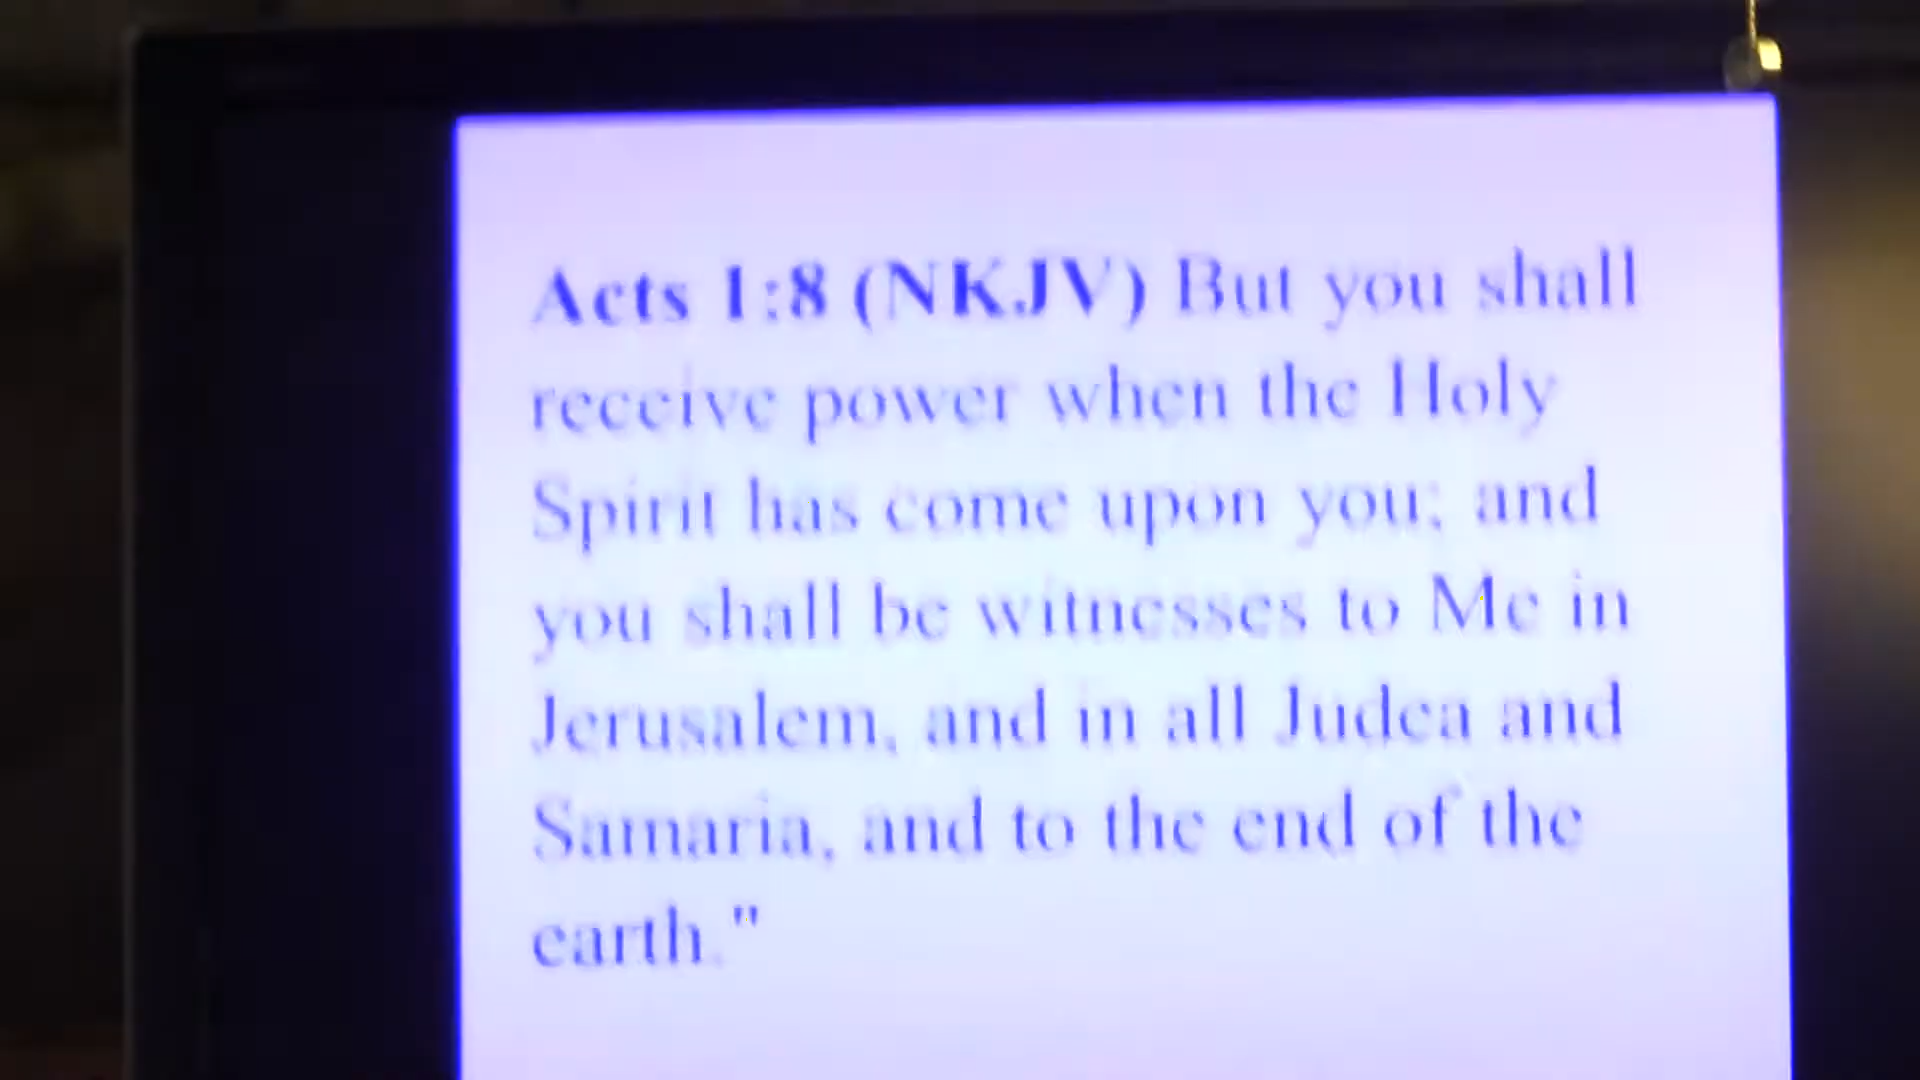 Acts 1:8 (NKJV) But you shall
receive power when the Holy
Spirit has come upon you; and
you shall be witnesses to Me in
Jerusalem, and in all Judea and
Samaria, and to the end of the
earth."